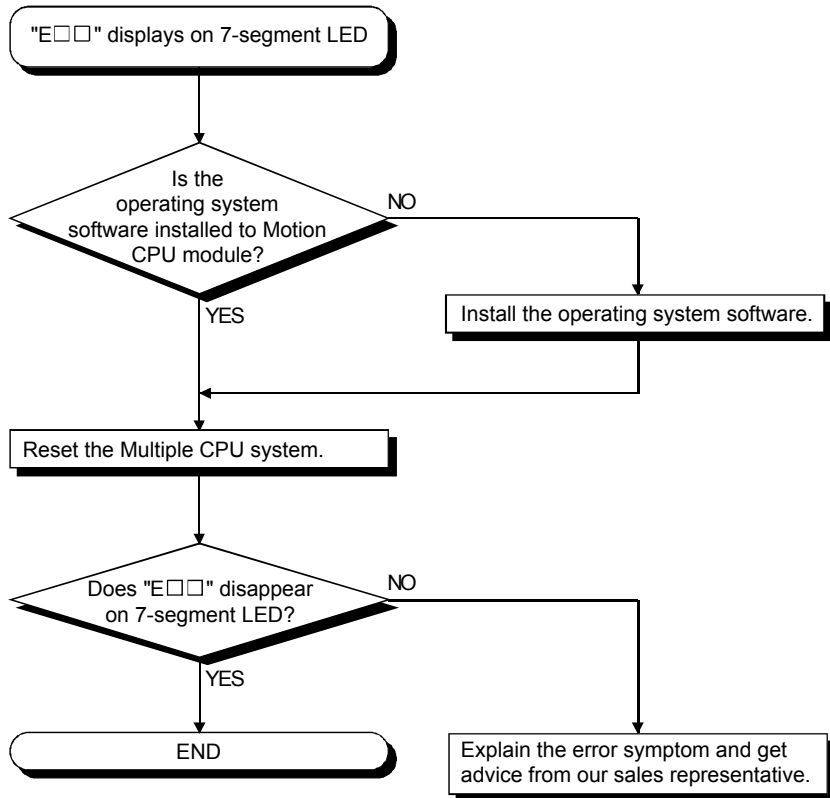 "E□□" displays on 7-segment LED
Is the
operating system
software installed to Motion
CPU module?
NO
YES
Install the operating system software.
Reset the Multiple CPU system.
Does "E□□" disappear
on 7-segment LED?
NO
YES
END
Explain the error symptom and get
advice from our sales representative.